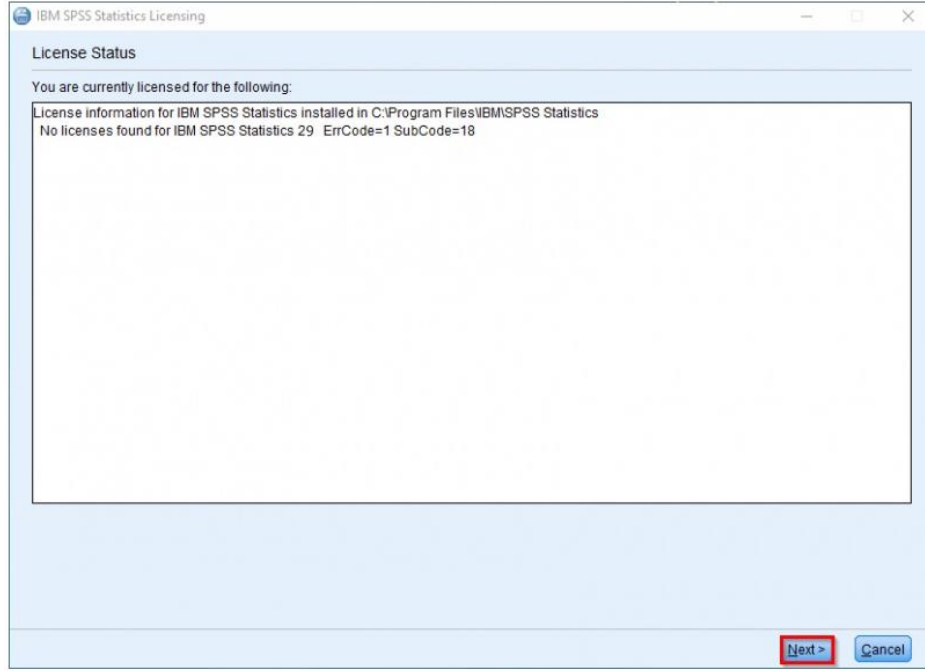 IBM SPSS Statistics Licensing
License Status
You are currently licensed for the following:
License information for IBM SPSS Statistics installed in C:\Program Files\IBM\SPSS Statistics
No licenses found for IBM SPSS Statistics 29 ErrCode=1 SubCode=18
Next > Cancel